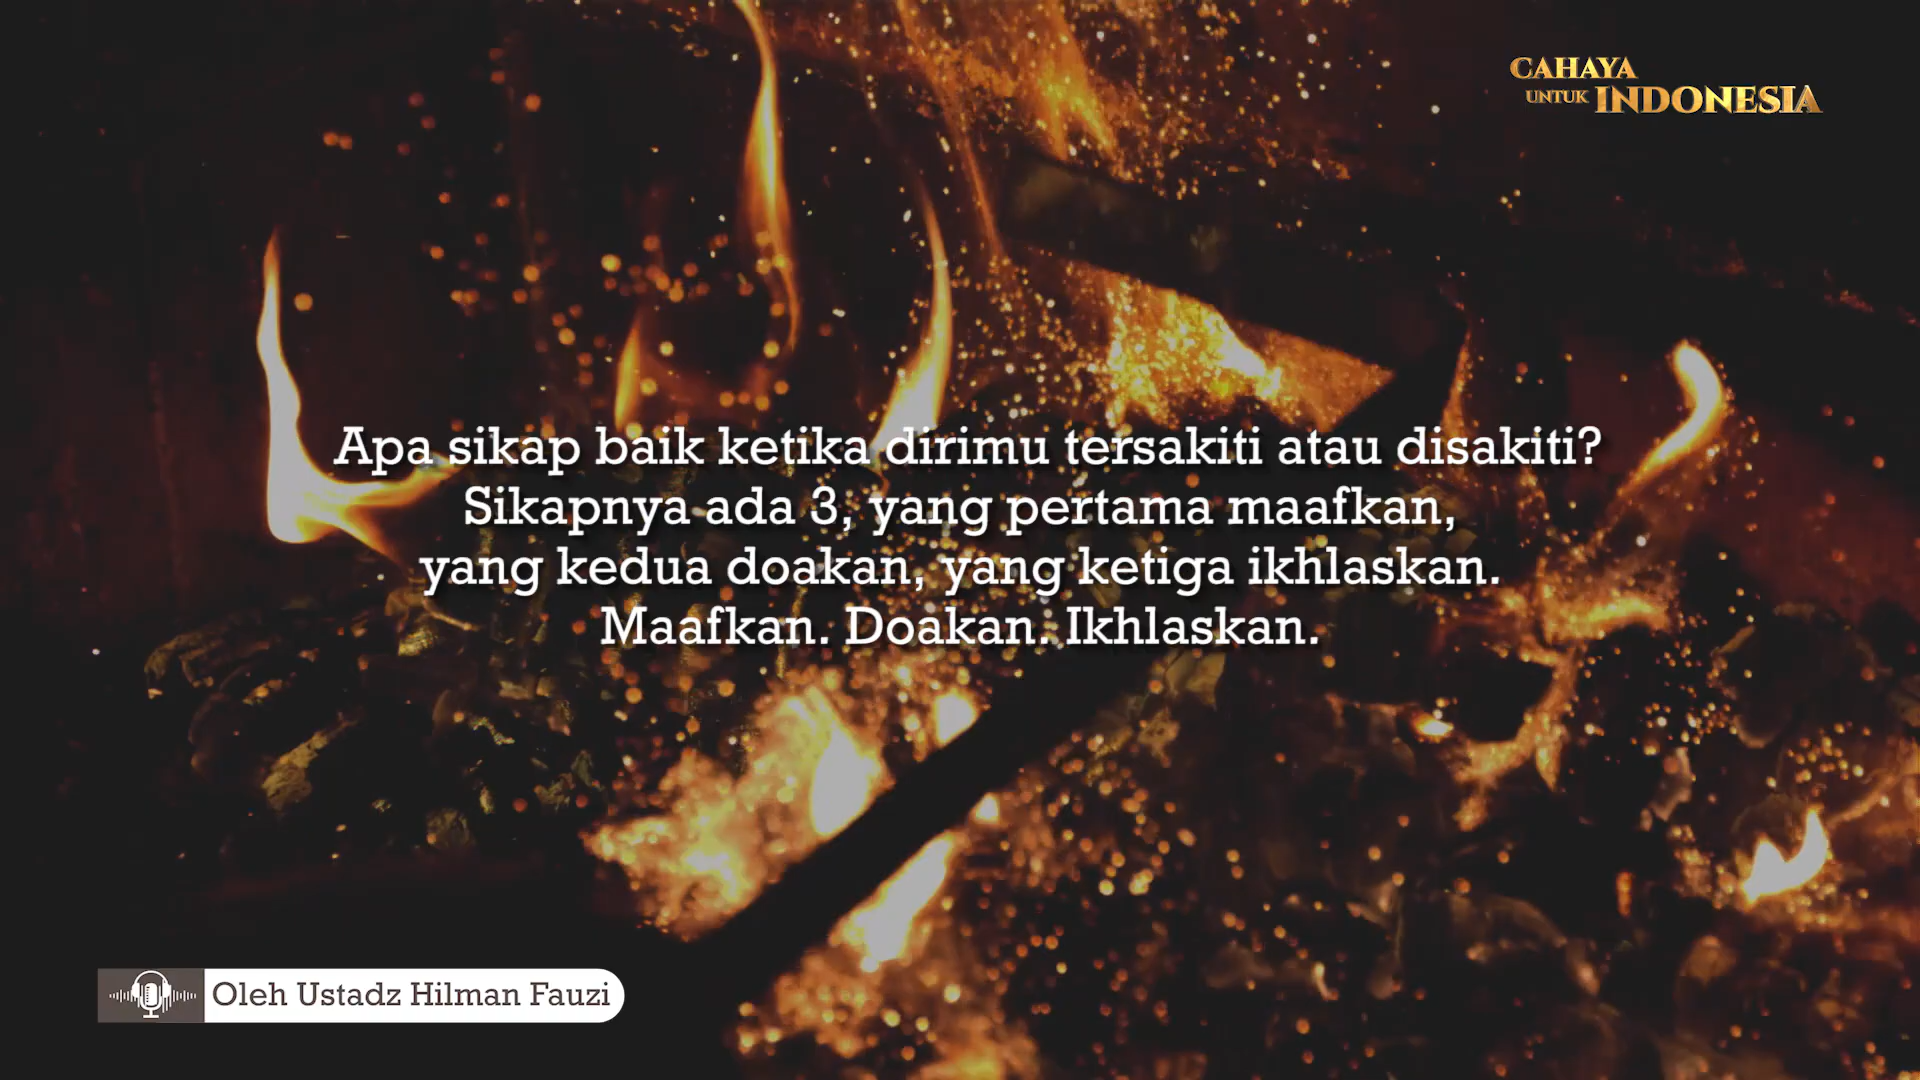 CAHAYA
UNTUK INDONESIA
Apa sikap baik ketika dirimu tersakiti atau disakiti?
Sikapnya ada 3, yang pertama maafkan,
yang kedua doakan, yang ketiga ikhlaskan.
Maafkan. Doakan. Ikhlaskan.
Oleh Ustadz Hilman Fauzi